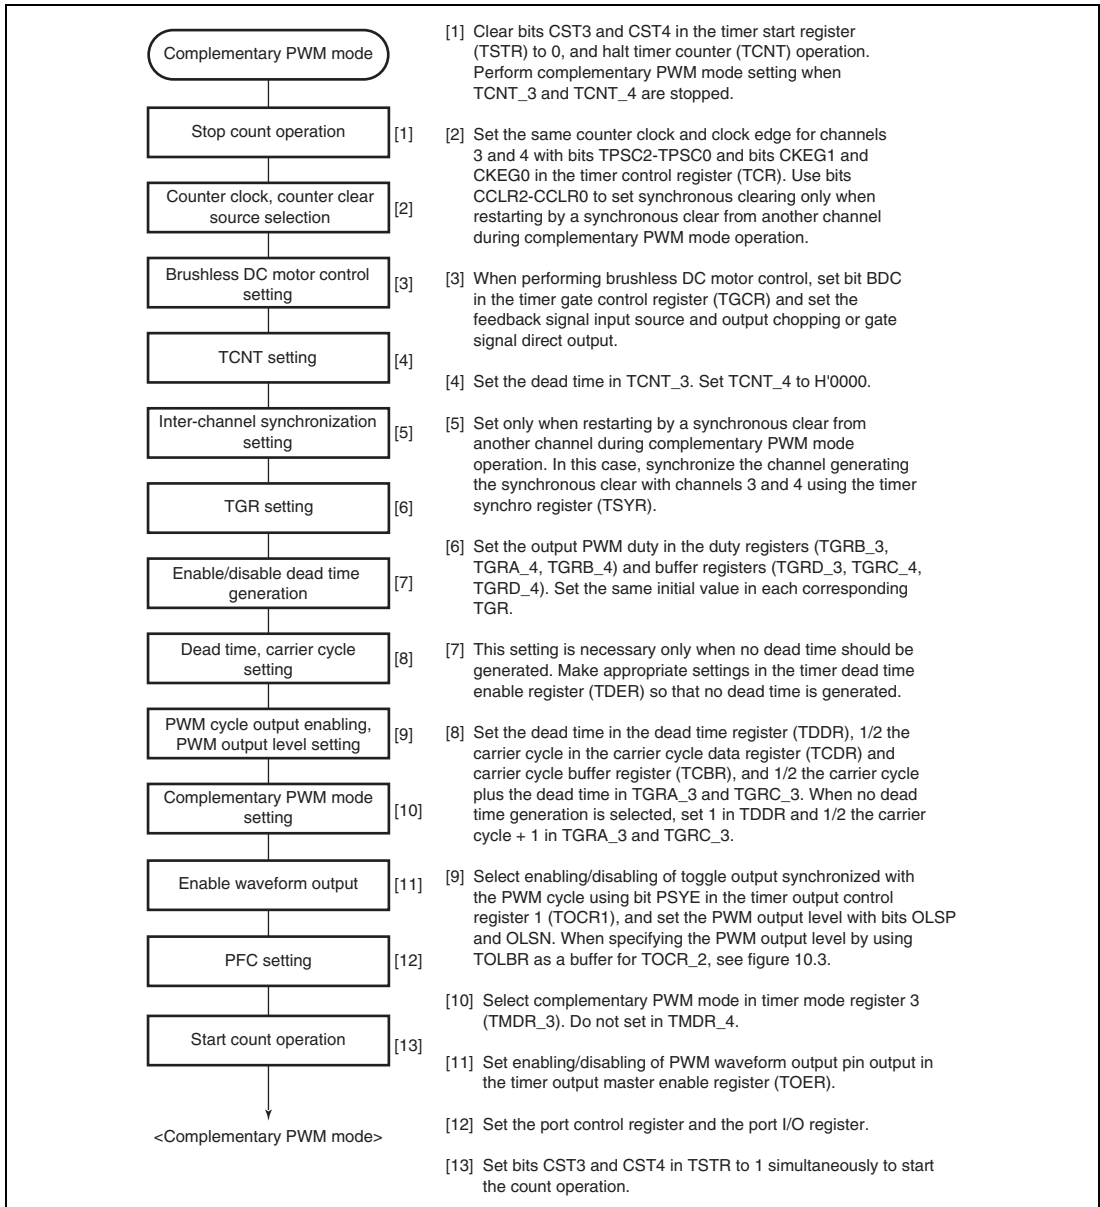 Complementary PWM mode
Stop count operation
[1]
Counter clock, counter clear
source selection
[2]
Brushless DC motor control
setting
[3]
TCNT setting
[4]
Inter-channel synchronization
setting
[5]
TGR setting
[6]
Enable/disable dead time
generation
[7]
Dead time, carrier cycle
setting
[8]
PWM cycle output enabling,
PWM output level setting
[9]
Complementary PWM mode
setting
[10]
Enable waveform output
[11]
PFC setting
[12]
Start count operation
[13]
<Complementary PWM mode>
[1] Clear bits CST3 and CST4 in the timer start register
(TSTR) to 0, and halt timer counter (TCNT) operation.
Perform complementary PWM mode setting when
TCNT_3 and TCNT_4 are stopped.
[2] Set the same counter clock and clock edge for channels
3 and 4 with bits TPSC2-TPSC0 and bits CKEG1 and
CKEG0 in the timer control register (TCR). Use bits
CCLR2-CCLR0 to set synchronous clearing only when
restarting by a synchronous clear from another channel
during complementary PWM mode operation.
[3] When performing brushless DC motor control, set bit BDC
in the timer gate control register (TGCR) and set the
feedback signal input source and output chopping or gate
signal direct output.
[4] Set the dead time in TCNT_3. Set TCNT_4 to H'0000.
[5] Set only when restarting by a synchronous clear from
another channel during complementary PWM mode
operation. In this case, synchronize the channel generating
the synchronous clear with channels 3 and 4 using the timer
synchro register (TSYR).
[6] Set the output PWM duty in the duty registers (TGRB_3,
TGRA_4, TGRB_4) and buffer registers (TGRD_3, TGRC_4,
TGRD_4). Set the same initial value in each corresponding
TGR.
[7] This setting is necessary only when no dead time should be
generated. Make appropriate settings in the timer dead time
enable register (TDER) so that no dead time is generated.
[8] Set the dead time in the dead time register (TDDR), 1/2 the
carrier cycle in the carrier cycle data register (TCDR) and
carrier cycle buffer register (TCBR), and 1/2 the carrier cycle
plus the dead time in TGRA_3 and TGRC_3. When no dead
time generation is selected, set 1 in TDDR and 1/2 the carrier
cycle + 1 in TGRA_3 and TGRC_3.
[9] Select enabling/disabling of toggle output synchronized with
the PWM cycle using bit PSYE in the timer output control
register 1 (TOCR1), and set the PWM output level with bits OLSP
and OLSN. When specifying the PWM output level by using
TOLBR as a buffer for TOCR_2, see figure 10.3.
[10] Select complementary PWM mode in timer mode register 3
(TMDR_3). Do not set in TMDR_4.
[11] Set enabling/disabling of PWM waveform output pin output in
the timer output master enable register (TOER).
[12] Set the port control register and the port I/O register.
[13] Set bits CST3 and CST4 in TSTR to 1 simultaneously to start
the count operation.